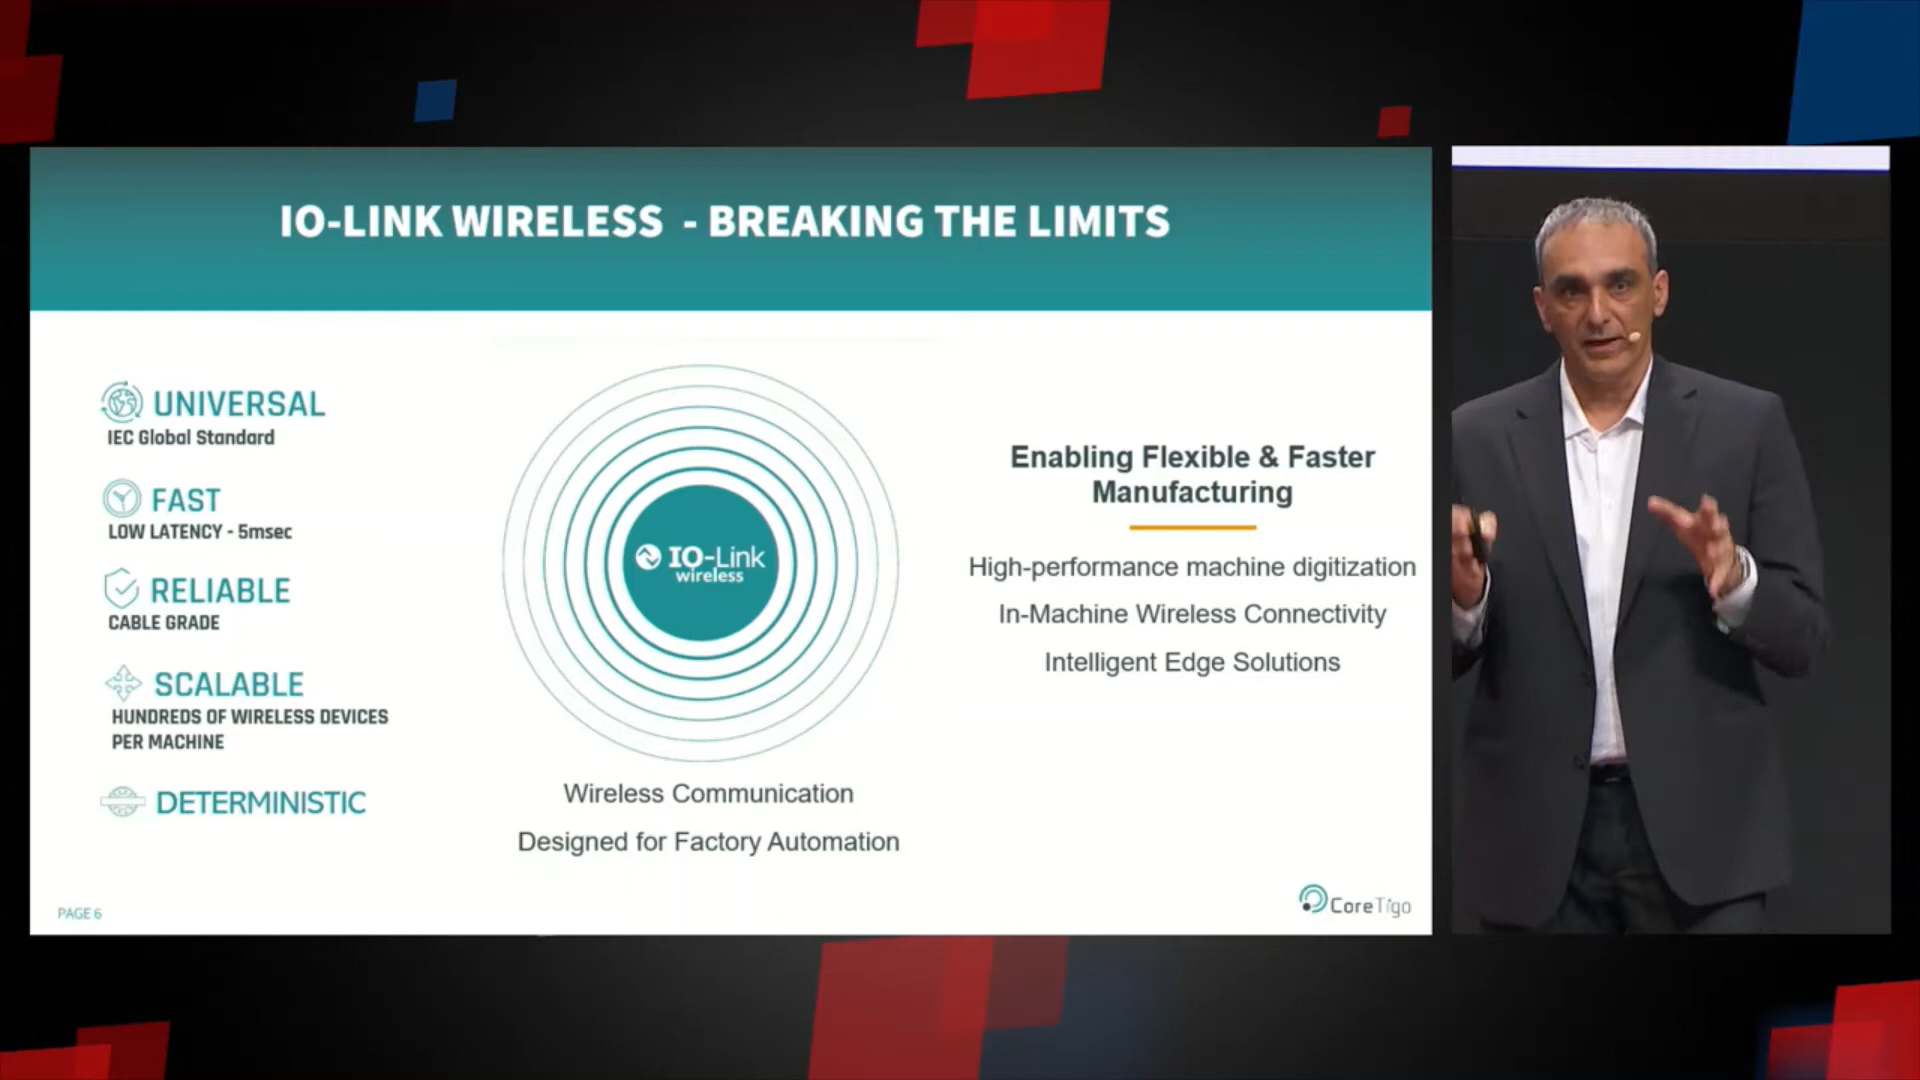 IO-LINK WIRELESS - BREAKING THE LIMITS
UNIVERSAL
IEC Global Standard
FAST
LOW LATENCY - 5msec
RELIABLE
CABLE GRADE
SCALABLE
HUNDREDS OF WIRELESS DEVICES
PER MACHINE
DETERMINISTIC
IO-Link
wireless
Wireless Communication
Designed for Factory Automation
Enabling Flexible & Faster
Manufacturing
High-performance machine digitization
In-Machine Wireless Connectivity
Intelligent Edge Solutions
PAGE 6
CoreTigo